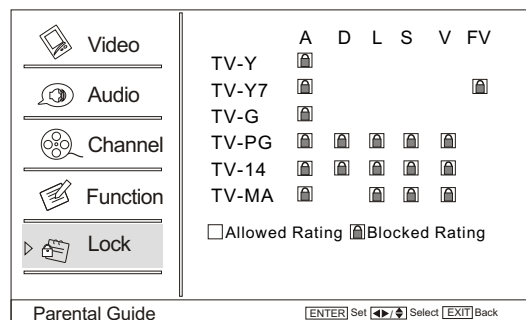 Video
Audio
Channel
Function
Lock
A D L S V FV
TV-Y
TV-Y7
TV-G
TV-PG
TV-14
TV-MA
Allowed Rating Blocked Rating
Parental Guide
ENTER Set / Select EXIT Back